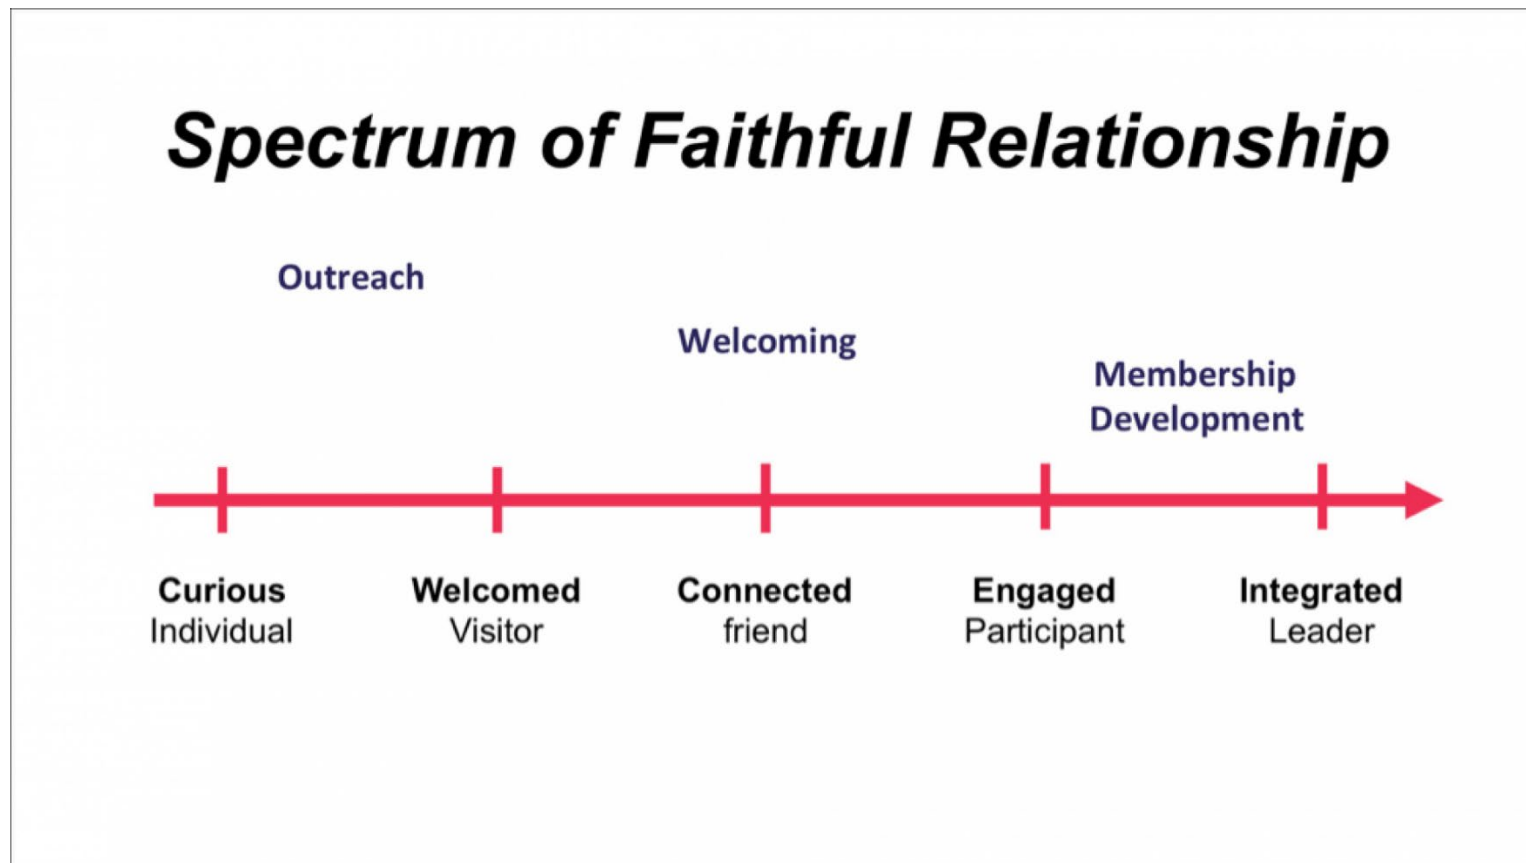 Spectrum of Faithful Relationship
Outreach
Welcoming
Membership
Development
Curious
Individual
Welcomed
Visitor
Connected
friend
Engaged
Participant
Integrated
Leader